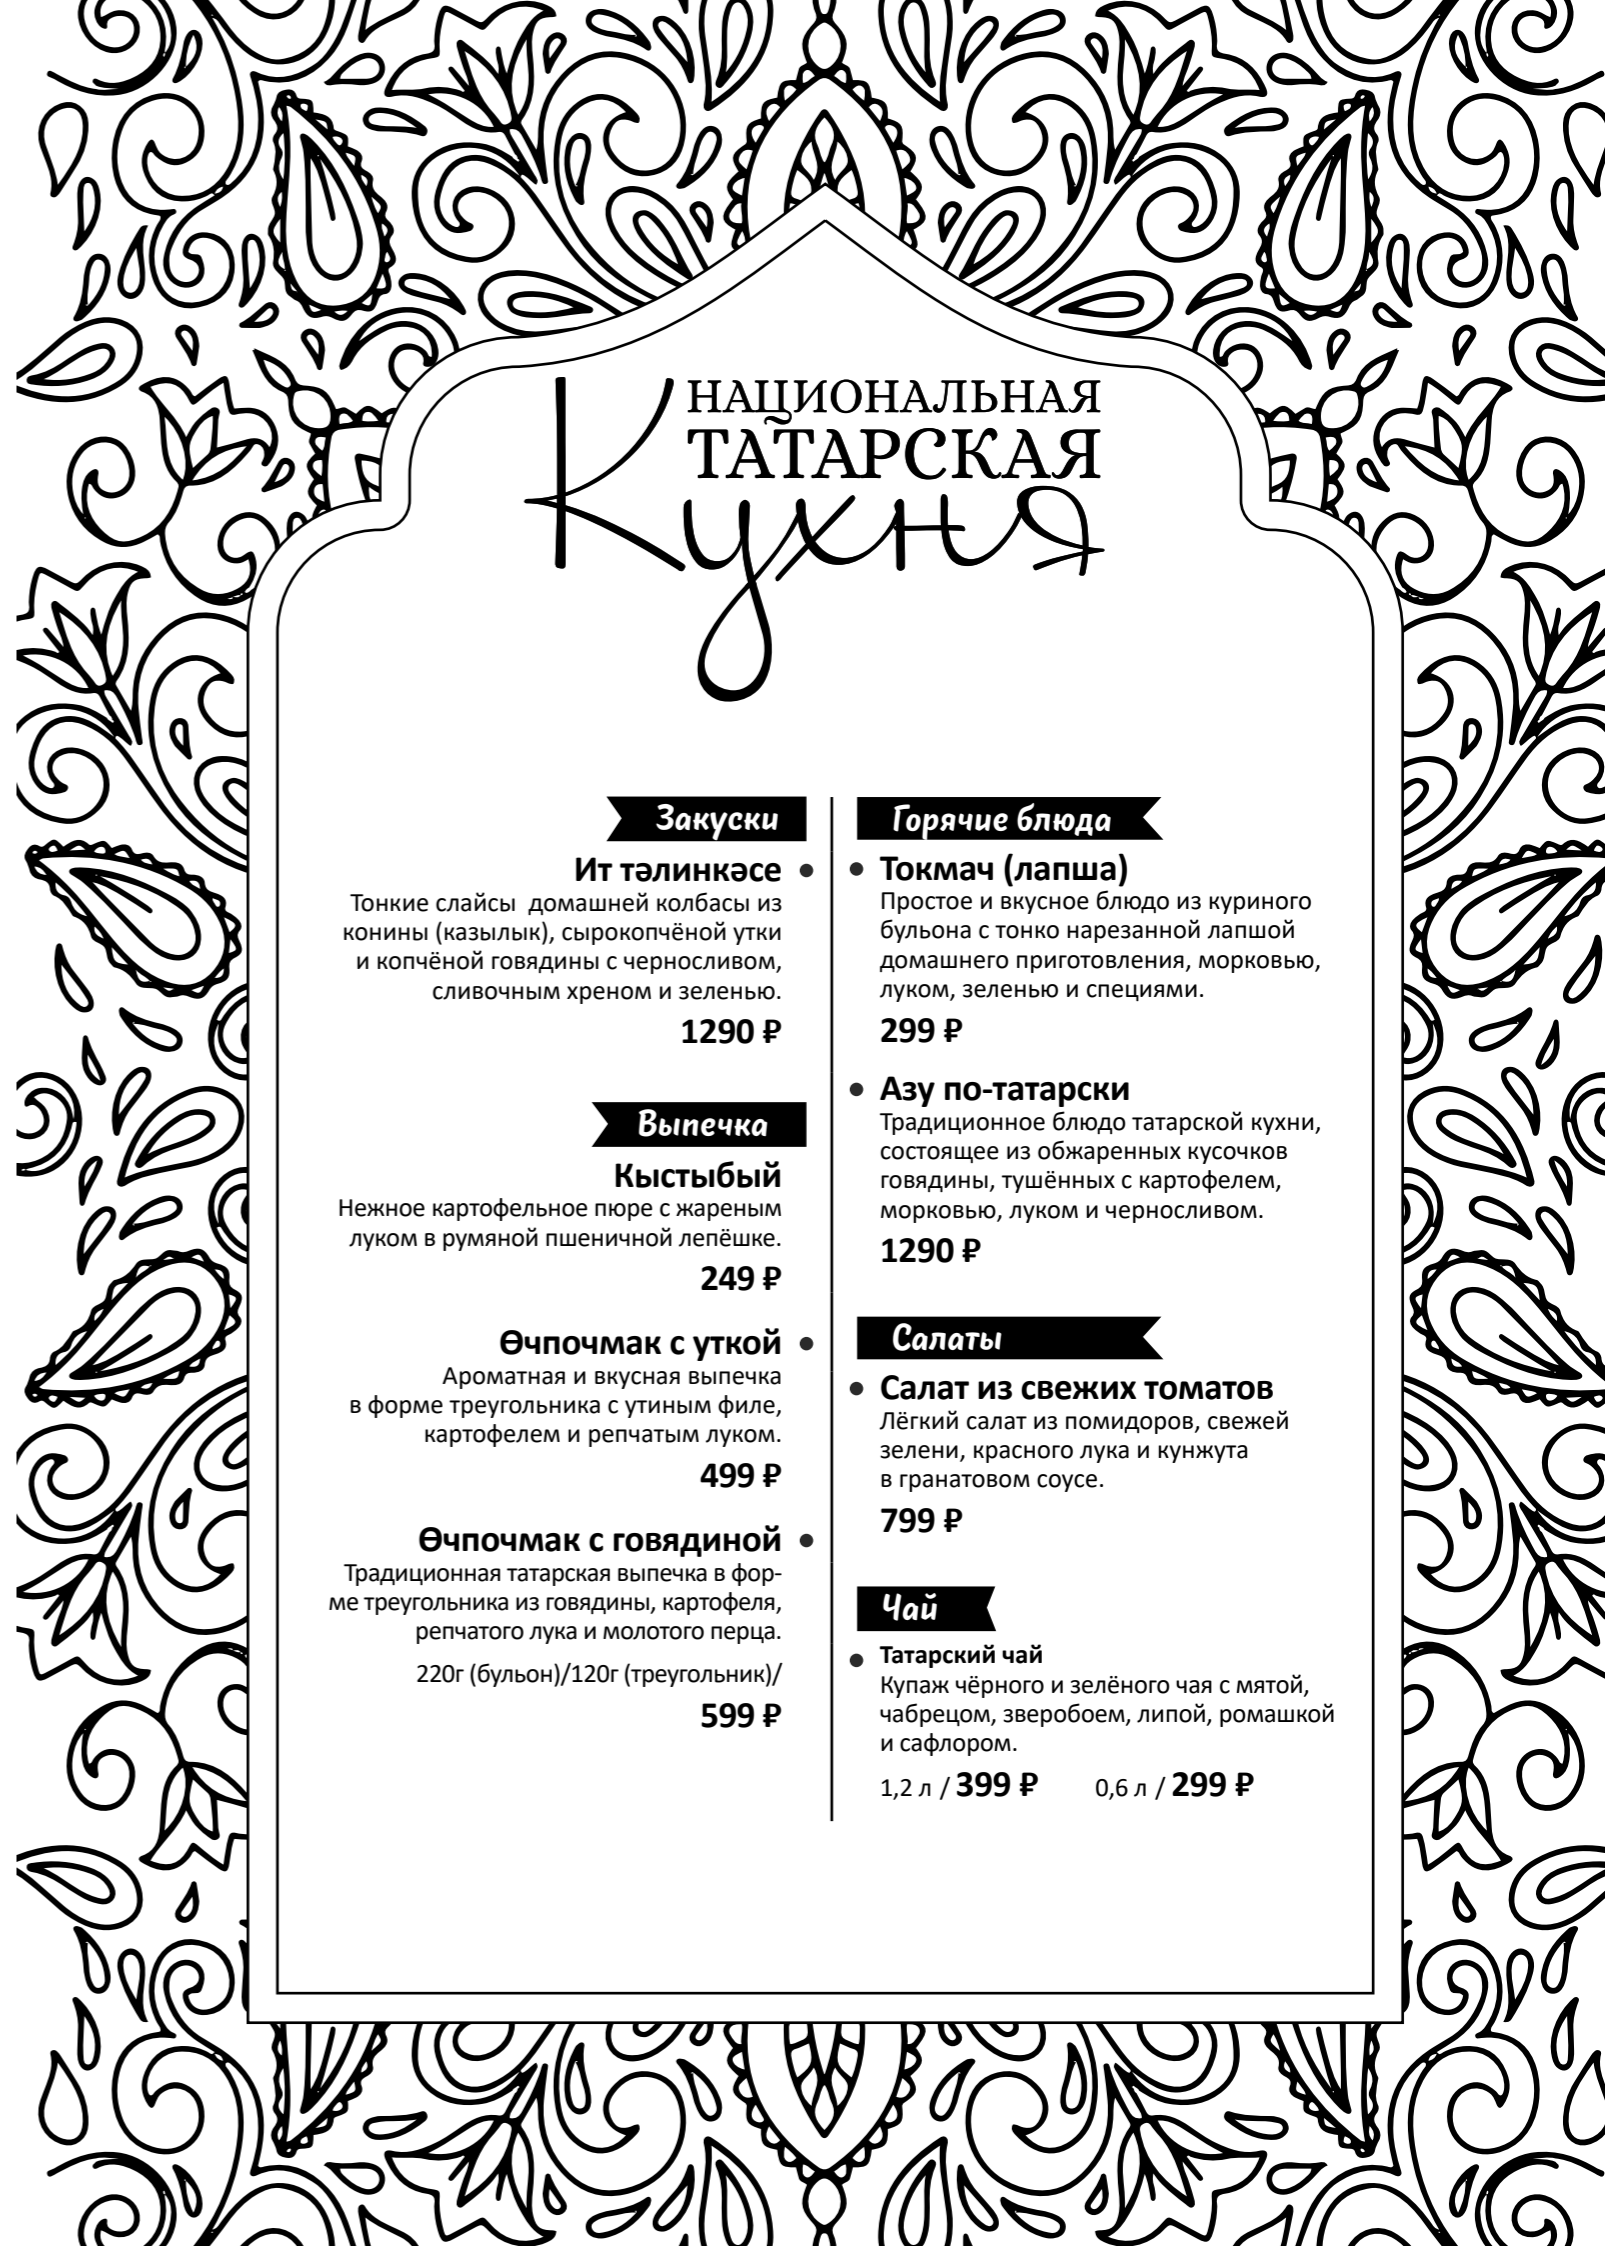 НАЦИОНАЛЬНАЯ
ТАТАРСКАЯ
Кухня
Закуски
Ит тәлинкәсе
Тонкие слайсы домашней колбасы из
конины (казылык), сырокопчёной утки
и копчёной говядины с черносливом,
сливочным хреном и зеленью.
1290 ₽
Выпечка
Кыстыбый
Нежное картофельное пюре с жареным
луком в румяной пшеничной лепёшке.
249 ₽
Өчпочмак с уткой
Ароматная и вкусная выпечка
в форме треугольника с утиным филе,
картофелем и репчатым луком.
499 ₽
Өчпочмак с говядиной
Традиционная татарская выпечка в фор-
ме треугольника из говядины, картофеля,
репчатого лука и молотого перца.
220г (бульон)/120г (треугольник)/
599 ₽
Горячие блюда
Токмач (лапша)
Простое и вкусное блюдо из куриного
бульона с тонко нарезанной лапшой
домашнего приготовления, морковью,
луком, зеленью и специями.
299 ₽
Азу по-татарски
Традиционное блюдо татарской кухни,
состоящее из обжаренных кусочков
говядины, тушённых с картофелем,
морковью, луком и черносливом.
1290 ₽
Салаты
Салат из свежих томатов
Лёгкий салат из помидоров, свежей
зелени, красного лука и кунжута
в гранатовом соусе.
799 ₽
Чай
Татарский чай
Купаж чёрного и зелёного чая с мятой,
чабрецом, зверобоем, липой, ромашкой
и сафлором.
1,2 л / 399 ₽ 0,6 л / 299 ₽